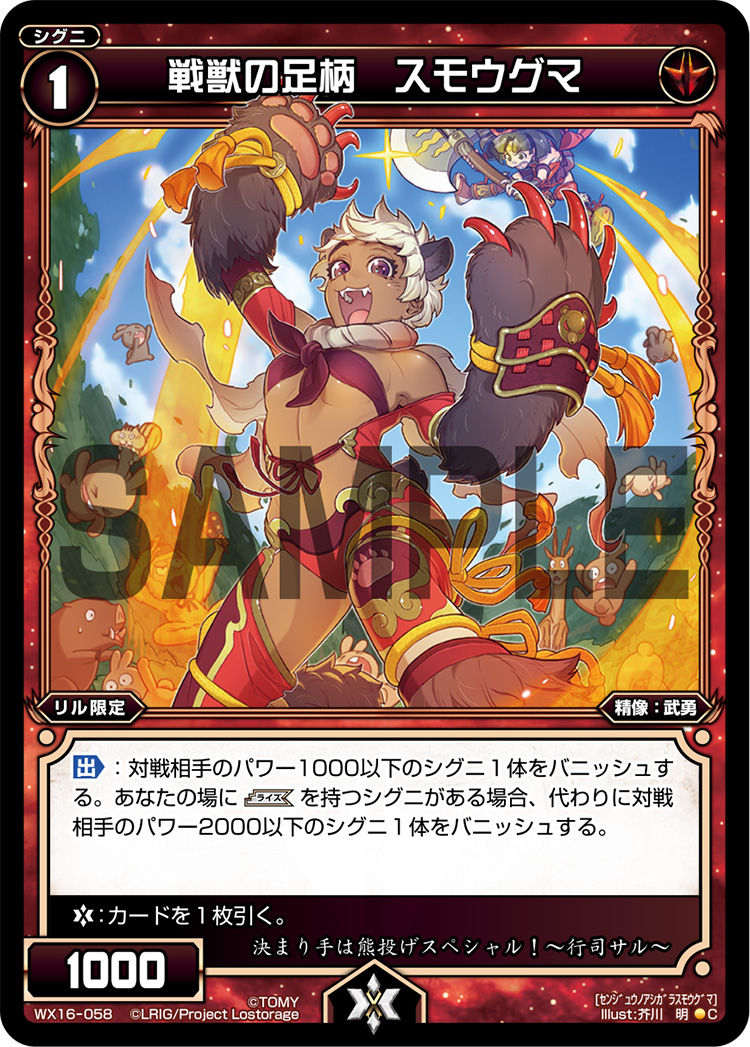 シグニ
1
戦獣の足柄　スモウグマ
SAMPLE
リル限定
精像：武勇
出：対戦相手のパワー1000以下のシグニ１体をバニッシュす
る。あなたの場に ライズ を持つシグニがある場合、代わりに対戦
相手のパワー2000以下のシグニ１体をバニッシュする。
：カードを１枚引く。
決まり手は熊投げスペシャル！～行司サル～
1000
©TOMY
WX16-058 ©LRIG/Project Lostorage
[ｾﾝｼﾞｭｳﾉｱｼｶﾞﾗｽﾓｳｸﾞﾏ]
Illust:芥川　明 C